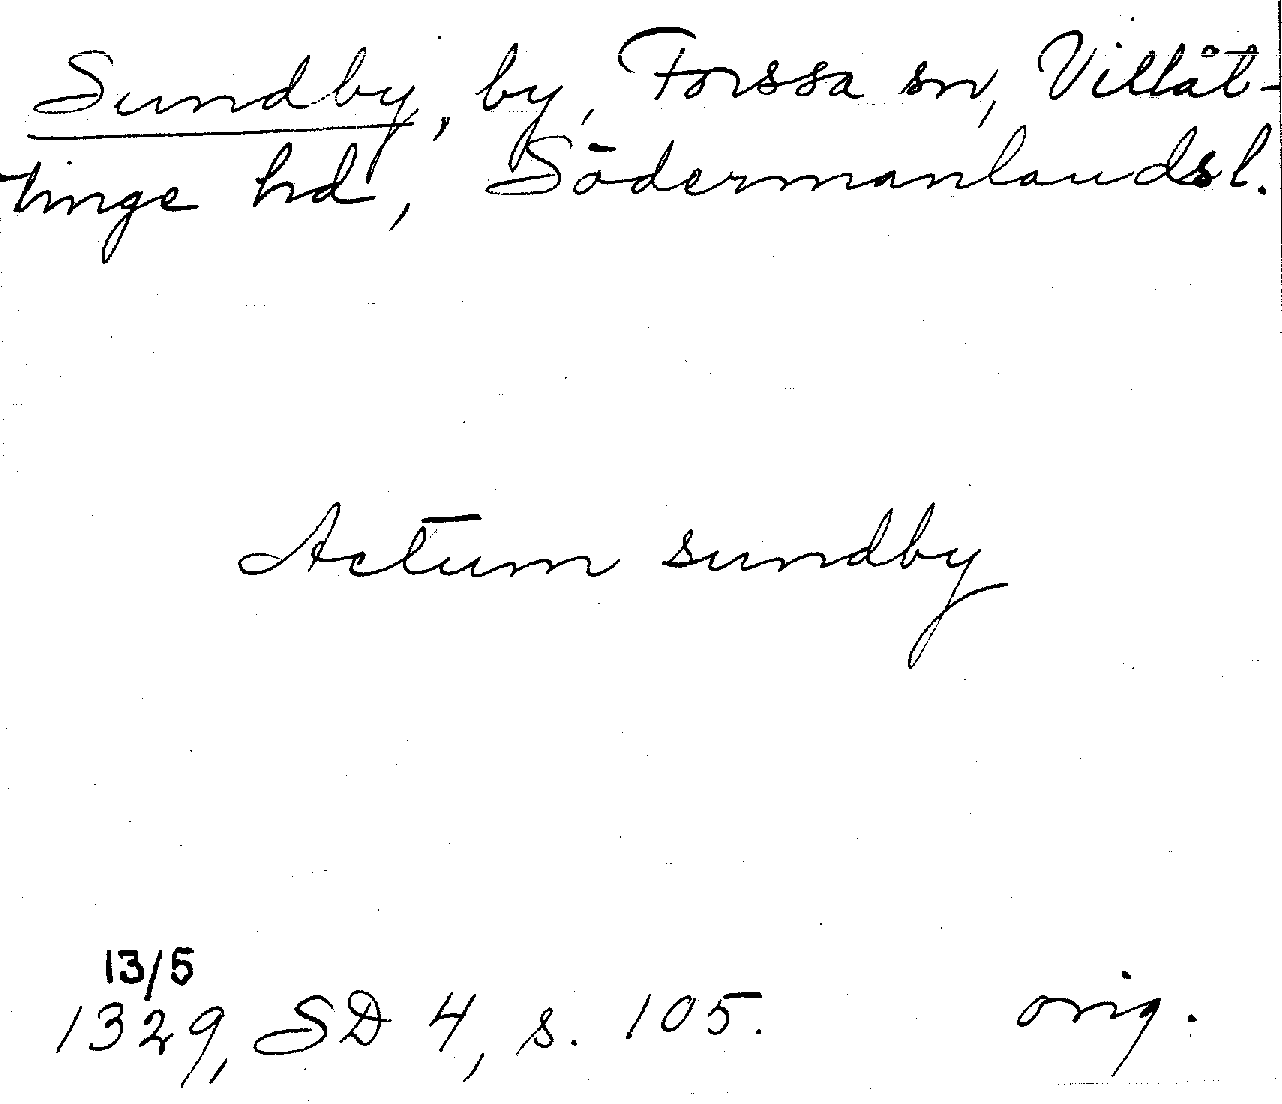 Sundby, by, Forssa sn, Villåt-
tinge hd, Södermanlandsl.
Actum sundby
13/5
1329, SD 4, s. 105. orig.